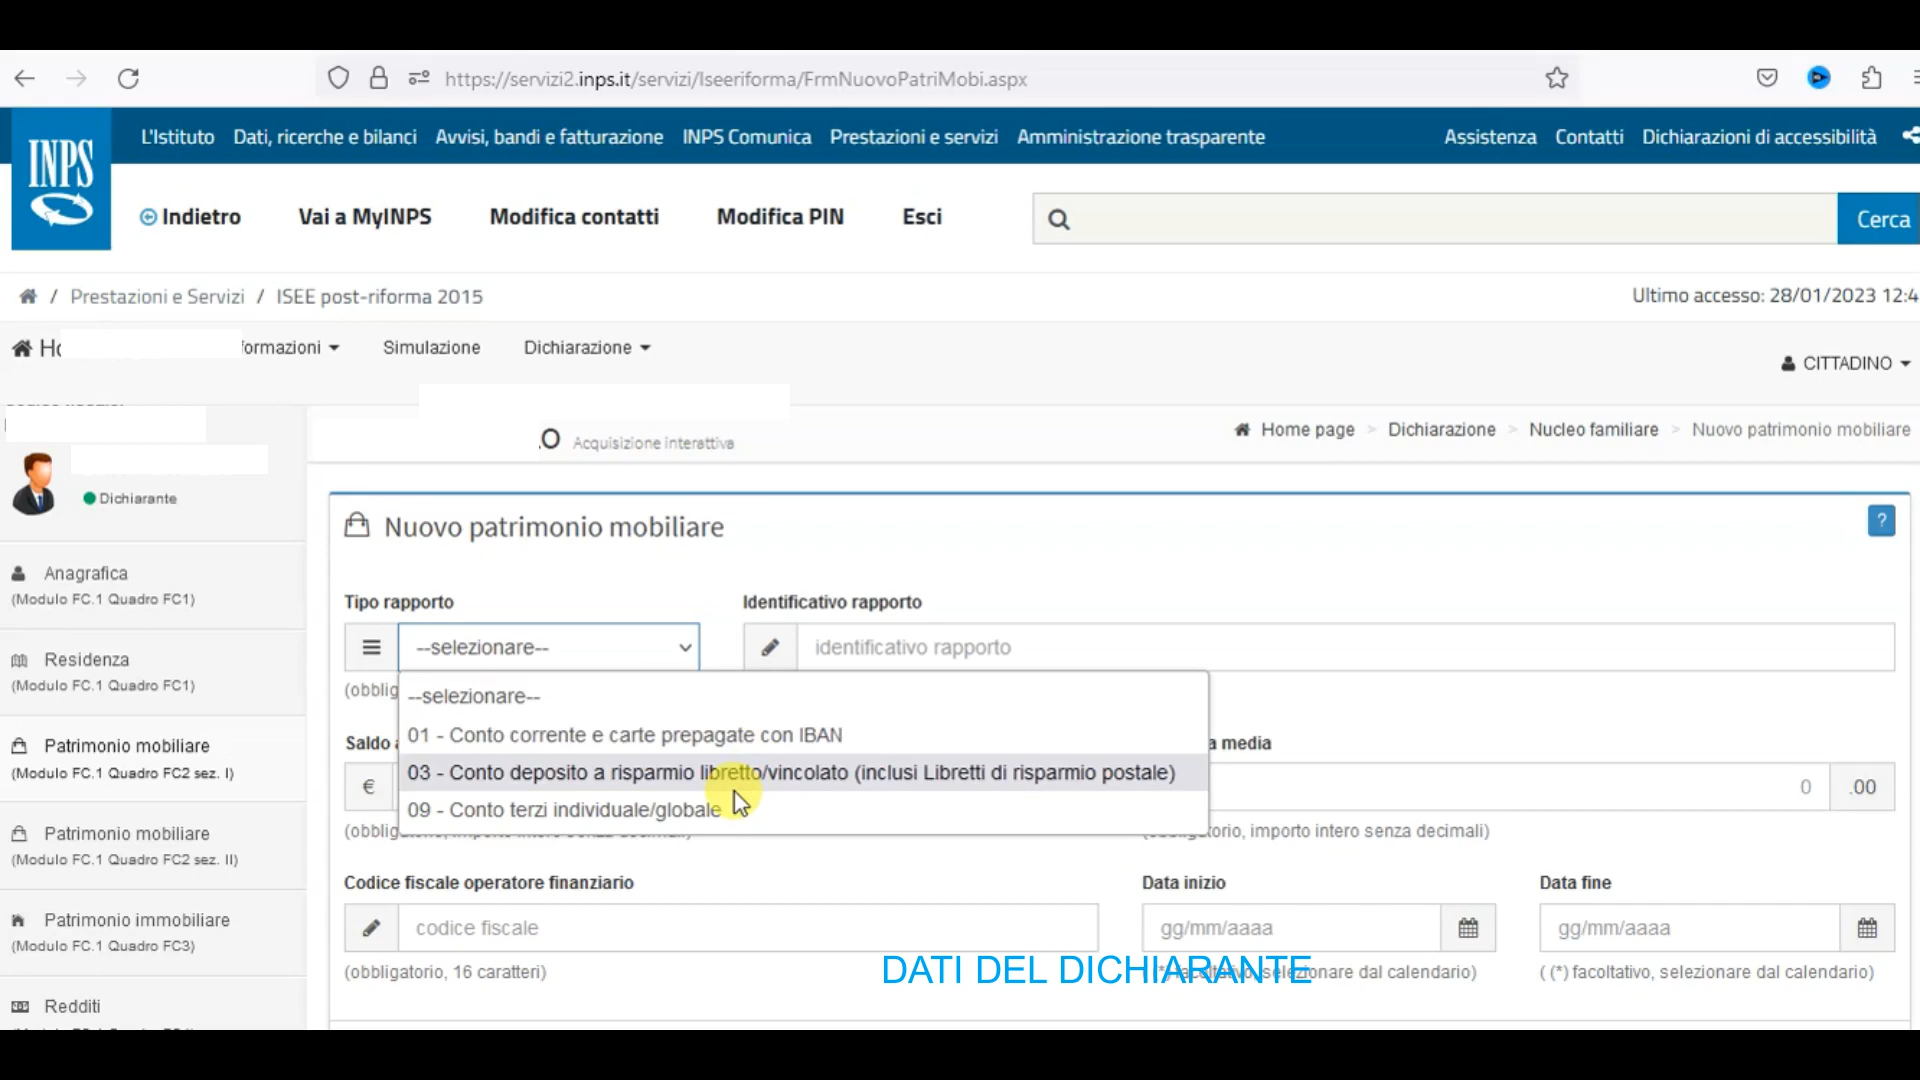 https://servizi2.inps.it/servizi/Iseeriforma/FrmNuovoPatriMobi.aspx
L'Istituto Dati, ricerche e bilanci Avvisi, bandi e fatturazione INPS Comunica Prestazioni e servizi Amministrazione trasparente Assistenza Contatti Dichiarazioni di accessibilità
INPS
Indietro Vai a MyINPS Modifica contatti Modifica PIN Esci Cerca
/ Prestazioni e Servizi / ISEE post-riforma 2015 Ultimo accesso: 28/01/2023 12:4
formazioni Simulazione Dichiarazione
CITTADINO
Acquisizione interattiva
Home page > Dichiarazione > Nucleo familiare > Nuovo patrimonio mobiliare
Dichiarante
Anagrafica
(Modulo FC.1 Quadro FC1)
Residenza
(Modulo FC.1 Quadro FC1)
Patrimonio mobiliare
(Modulo FC.1 Quadro FC2 sez. I)
Patrimonio mobiliare
(Modulo FC.1 Quadro FC2 sez. II)
Patrimonio immobiliare
(Modulo FC.1 Quadro FC3)
Redditi
Nuovo patrimonio mobiliare ?
Tipo rapporto Identificativo rapporto
--selezionare-- identificativo rapporto
(obblig
--selezionare--
01 - Conto corrente e carte prepagate con IBAN
03 - Conto deposito a risparmio libretto/vincolato (inclusi Libretti di risparmio postale)
09 - Conto terzi individuale/globale
Saldo a media
€ 0 .00
orio, importo intero senza decimali)
Codice fiscale operatore finanziario Data inizio Data fine
codice fiscale gg/mm/aaaa gg/mm/aaaa
(obbligatorio, 16 caratteri) (*) facoltativo, selezionare dal calendario) ( (*) facoltativo, selezionare dal calendario)
DATI DEL DICHIARANTE